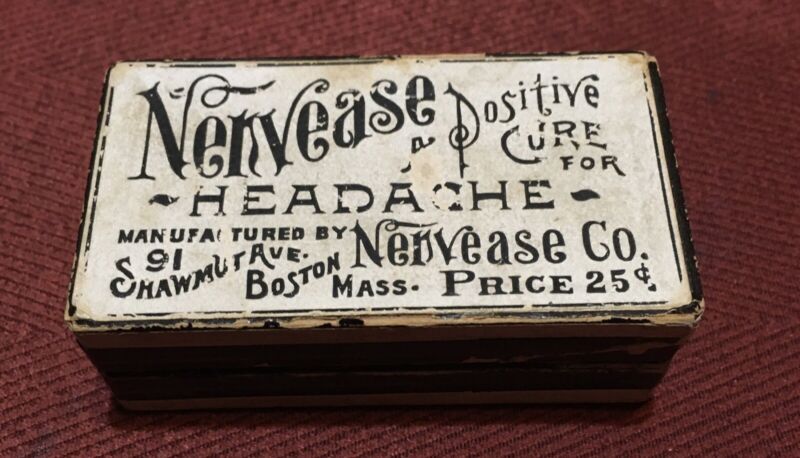 Nervease
a Positive
CURE
FOR
HEADACHE
MANUFACTURED BY Nervease Co.
91 SHAWMUT AVE. BOSTON MASS. PRICE 25¢